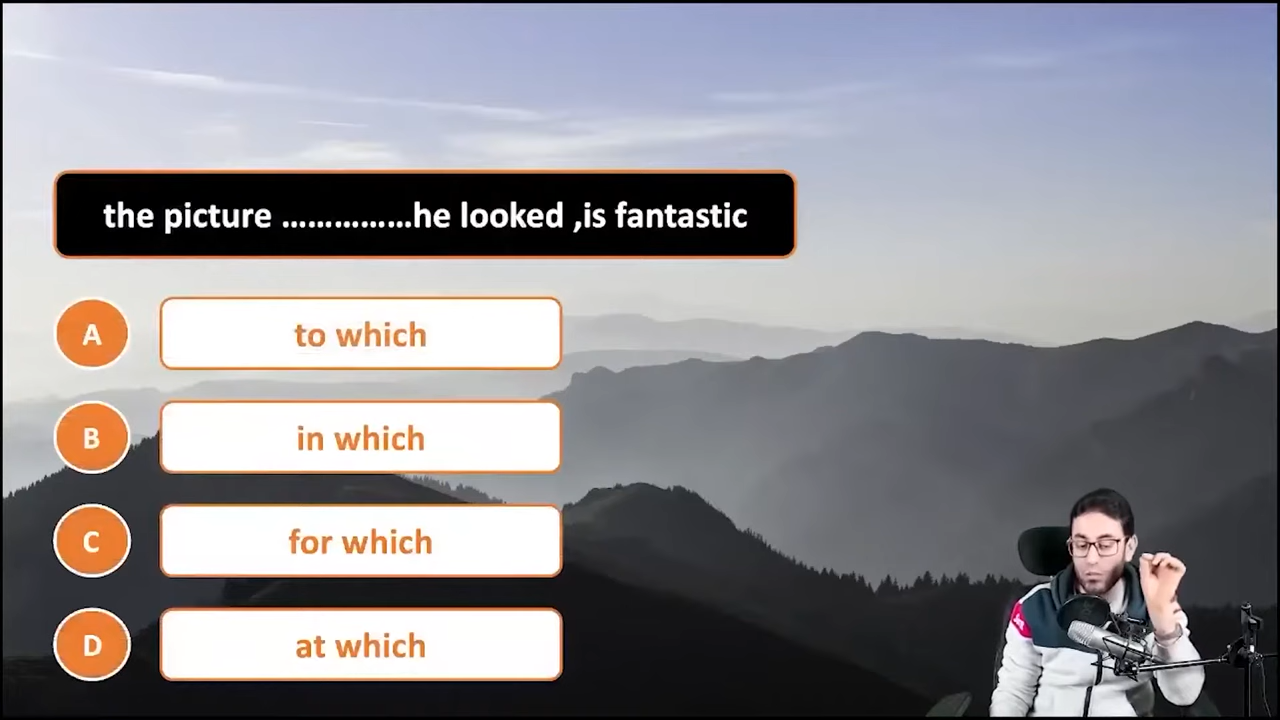 the picture ...............he looked ,is fantastic
A
to which
B
in which
C
for which
D
at which